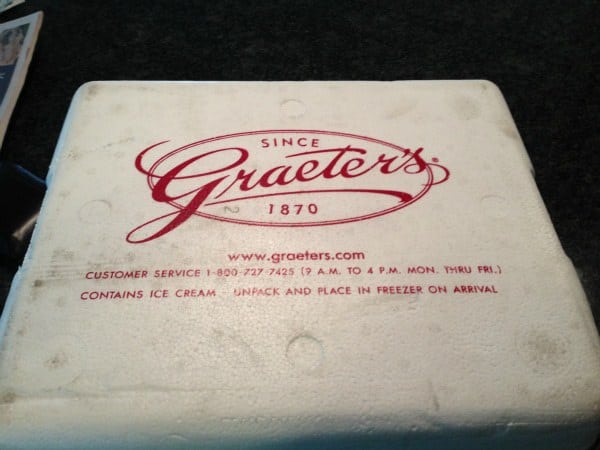 SINCE
Graeter's®
1870
www.graeters.com
CUSTOMER SERVICE 1-800-727-7425 (9 A.M. TO 4 P.M. MON. THRU FRI.)
CONTAINS ICE CREAM - UNPACK AND PLACE IN FREEZER ON ARRIVAL